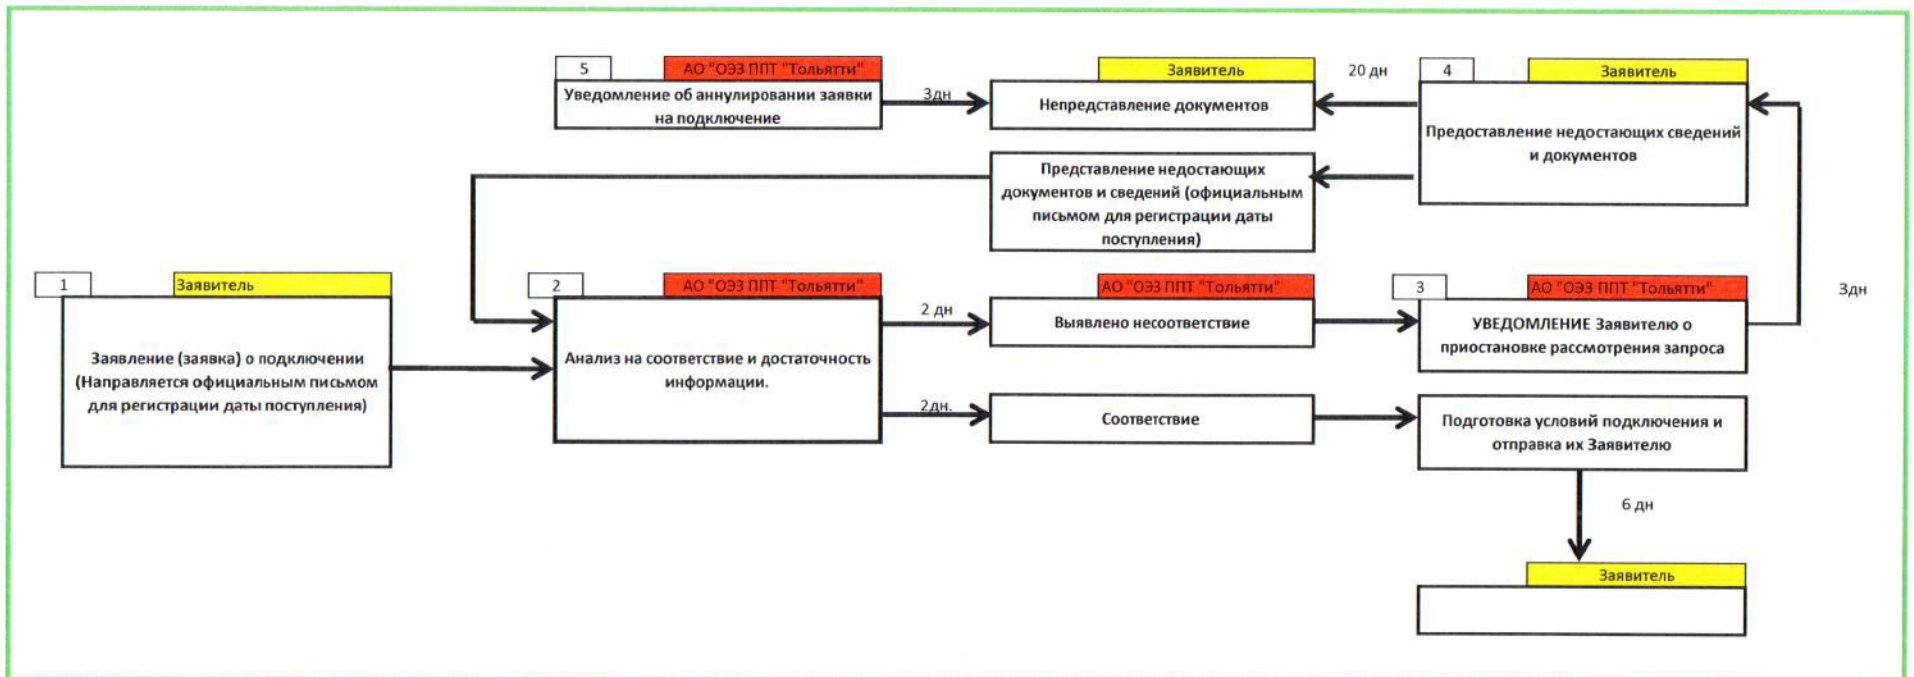 5
АО "ОЭЗ ППТ "Тольятти"
Уведомление об аннулировании заявки
на подключение
3дн
Заявитель
Непредставление документов
20 дн
4
Заявитель
Предоставление недостающих сведений
и документов
Представление недостающих
документов и сведений (официальным
письмом для регистрации даты
поступления)
1
Заявитель
Заявление (заявка) о подключении
(Направляется официальным письмом
для регистрации даты поступления)
2
АО "ОЭЗ ППТ "Тольятти"
Анализ на соответствие и достаточность
информации.
2 дн
АО "ОЭЗ ППТ "Тольятти"
Выявлено несоответствие
3
АО "ОЭЗ ППТ "Тольятти"
УВЕДОМЛЕНИЕ Заявителю о
приостановке рассмотрения запроса
3дн
2дн.
Соответствие
Подготовка условий подключения и
отправка их Заявителю
6 дн
Заявитель